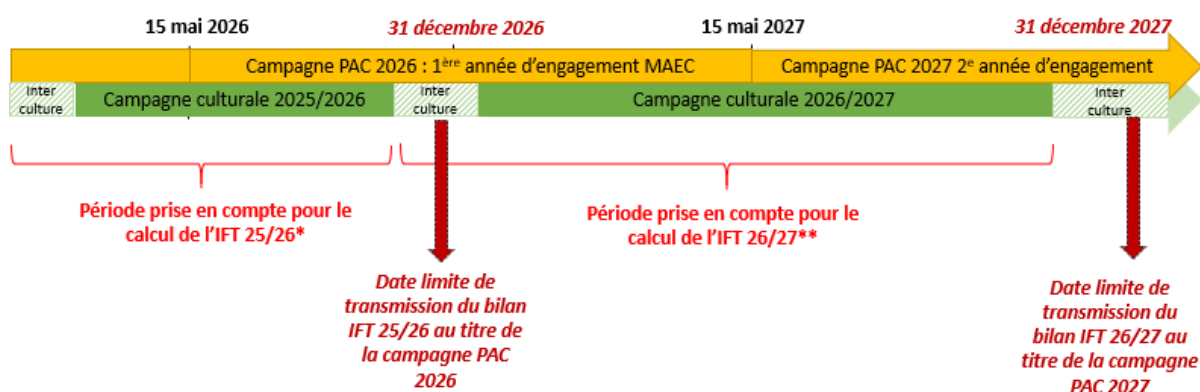 15 mai 2026
31 décembre 2026
15 mai 2027
31 décembre 2027
Campagne PAC 2026 : 1ère année d’engagement MAEC
Campagne PAC 2027 2e année d’engagement
Inter
culture
Campagne culturale 2025/2026
Inter
culture
Campagne culturale 2026/2027
Inter
culture
Période prise en compte pour le
calcul de l’IFT 25/26*
Période prise en compte pour le
calcul de l’IFT 26/27**
Date limite de
transmission du bilan
IFT 25/26 au titre de
la campagne PAC
2026
Date limite de
transmission du
bilan IFT 26/27 au
titre de la campagne
PAC 2027